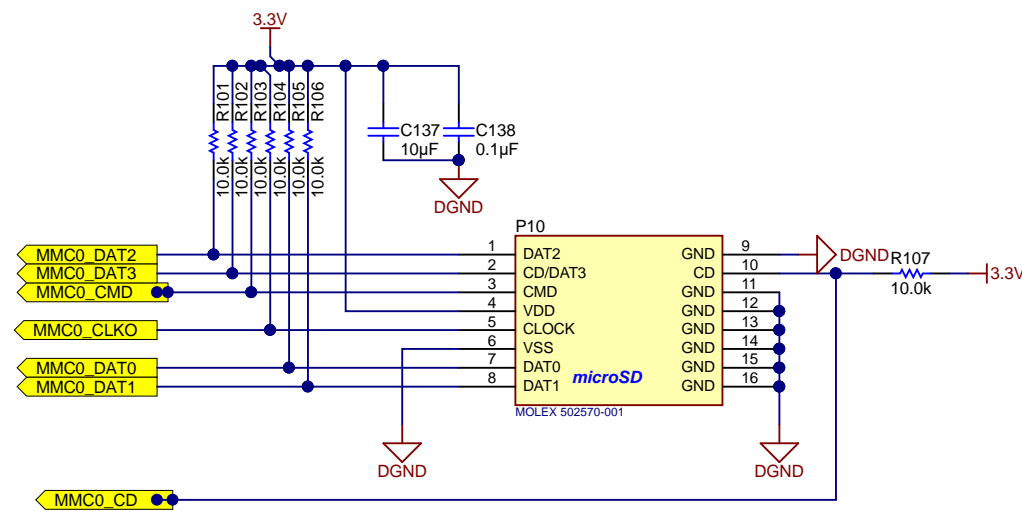 3.3V
R101
R102
R103
R104
R105
R106
10.0k
10.0k
10.0k
10.0k
10.0k
10.0k
C137
10µF
C138
0.1µF
DGND
P10
MMC0_DAT2
1
DAT2
GND
9
DGND
MMC0_DAT3
2
CD/DAT3
CD
10
R107
10.0k
3.3V
MMC0_CMD
3
CMD
GND
11
4
VDD
GND
12
MMC0_CLKO
5
CLOCK
GND
13
6
VSS
GND
14
MMC0_DAT0
7
DAT0
GND
15
MMC0_DAT1
8
DAT1
GND
16
microSD
MOLEX 502570-001
DGND
DGND
MMC0_CD